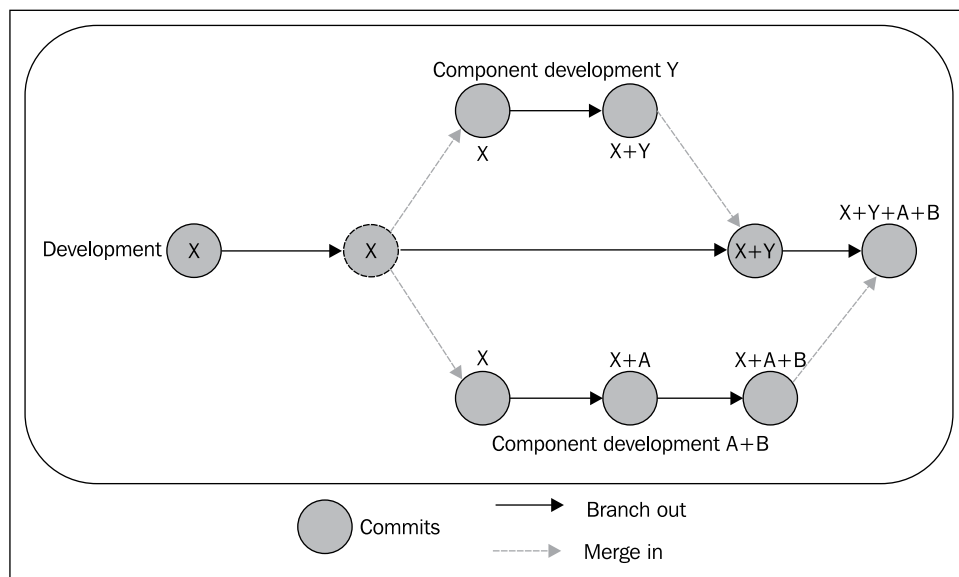 Component development Y
X
X+Y
X+Y+A+B
Development
X
X
X+Y
X
X+A
X+A+B
Component development A+B
Commits
Branch out
Merge in